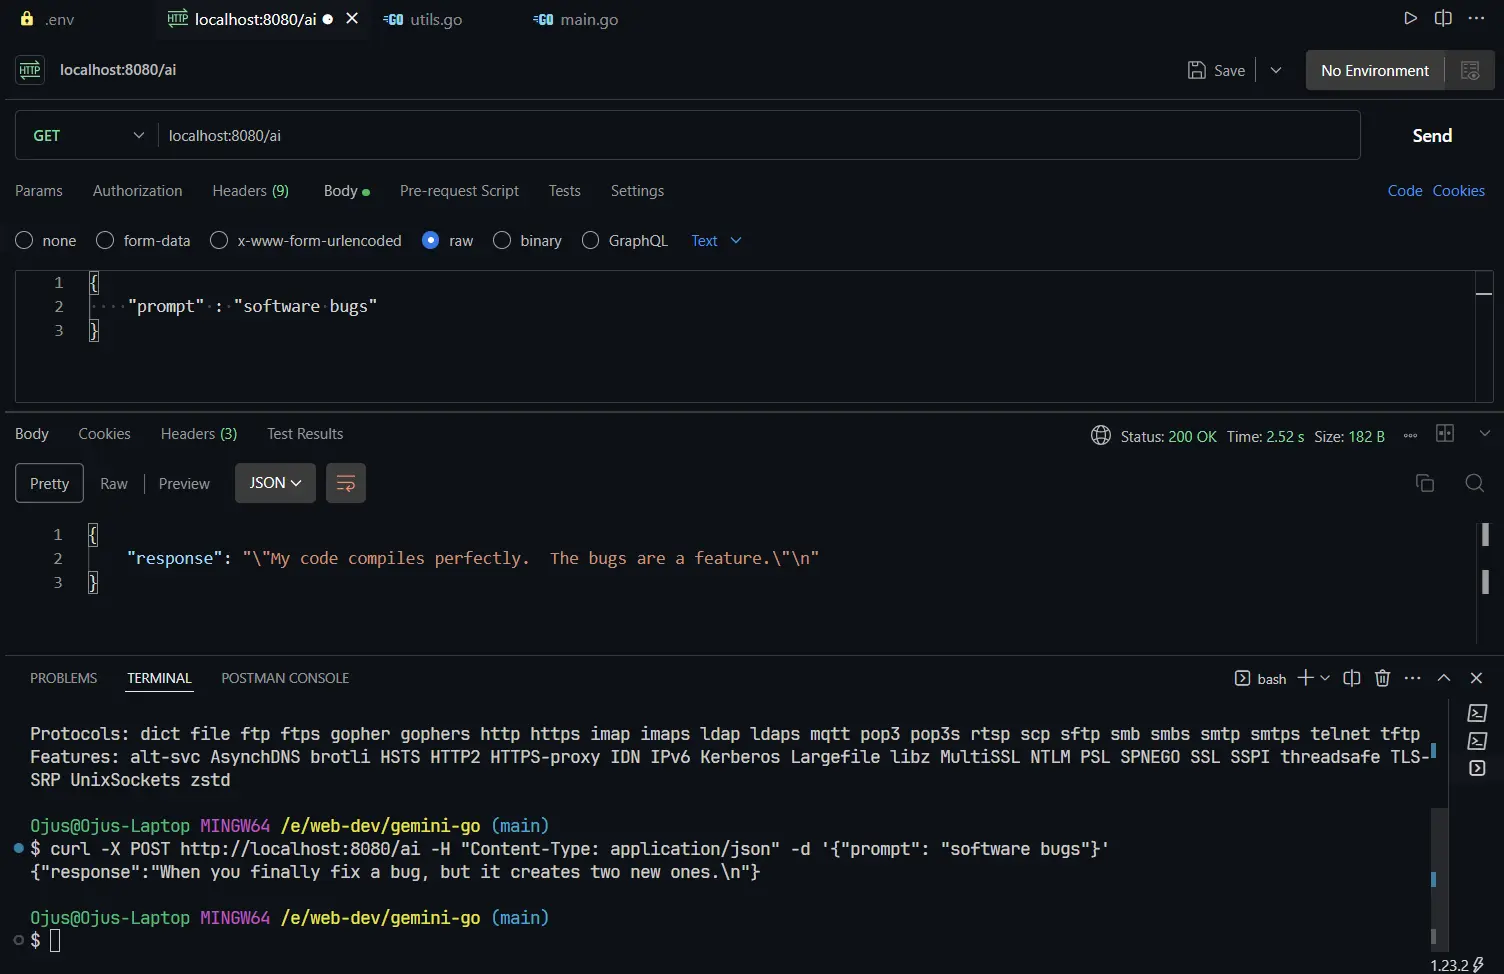 .env
HTTP localhost:8080/ai
GO utils.go
GO main.go
HTTP localhost:8080/ai
Save
No Environment
GET localhost:8080/ai
Send
Params Authorization Headers (9) Body Pre-request Script Tests Settings Code Cookies
none form-data x-www-form-urlencoded raw binary GraphQL Text
1 {
2 "prompt" : "software bugs"
3 }
Body Cookies Headers (3) Test Results Status: 200 OK Time: 2.52 s Size: 182 B
Pretty Raw Preview JSON
1 {
2 "response": "\"My code compiles perfectly.  The bugs are a feature.\"\n"
3 }
PROBLEMS TERMINAL POSTMAN CONSOLE bash
Protocols: dict file ftp ftps gopher gophers http https imap imaps ldap ldaps mqtt pop3 pop3s rtsp scp sftp smb smbs smtp smtps telnet tftp
Features: alt-svc AsynchDNS brotli HSTS HTTP2 HTTPS-proxy IDN IPv6 Kerberos Largefile libz MultiSSL NTLM PSL SPNEGO SSL SSPI threadsafe TLS-
SRP UnixSockets zstd
Ojus@Ojus-Laptop MINGW64 /e/web-dev/gemini-go (main)
$ curl -X POST http://localhost:8080/ai -H "Content-Type: application/json" -d '{"prompt": "software bugs"}'
{"response":"When you finally fix a bug, but it creates two new ones.\n"}
Ojus@Ojus-Laptop MINGW64 /e/web-dev/gemini-go (main)
$
1.23.2